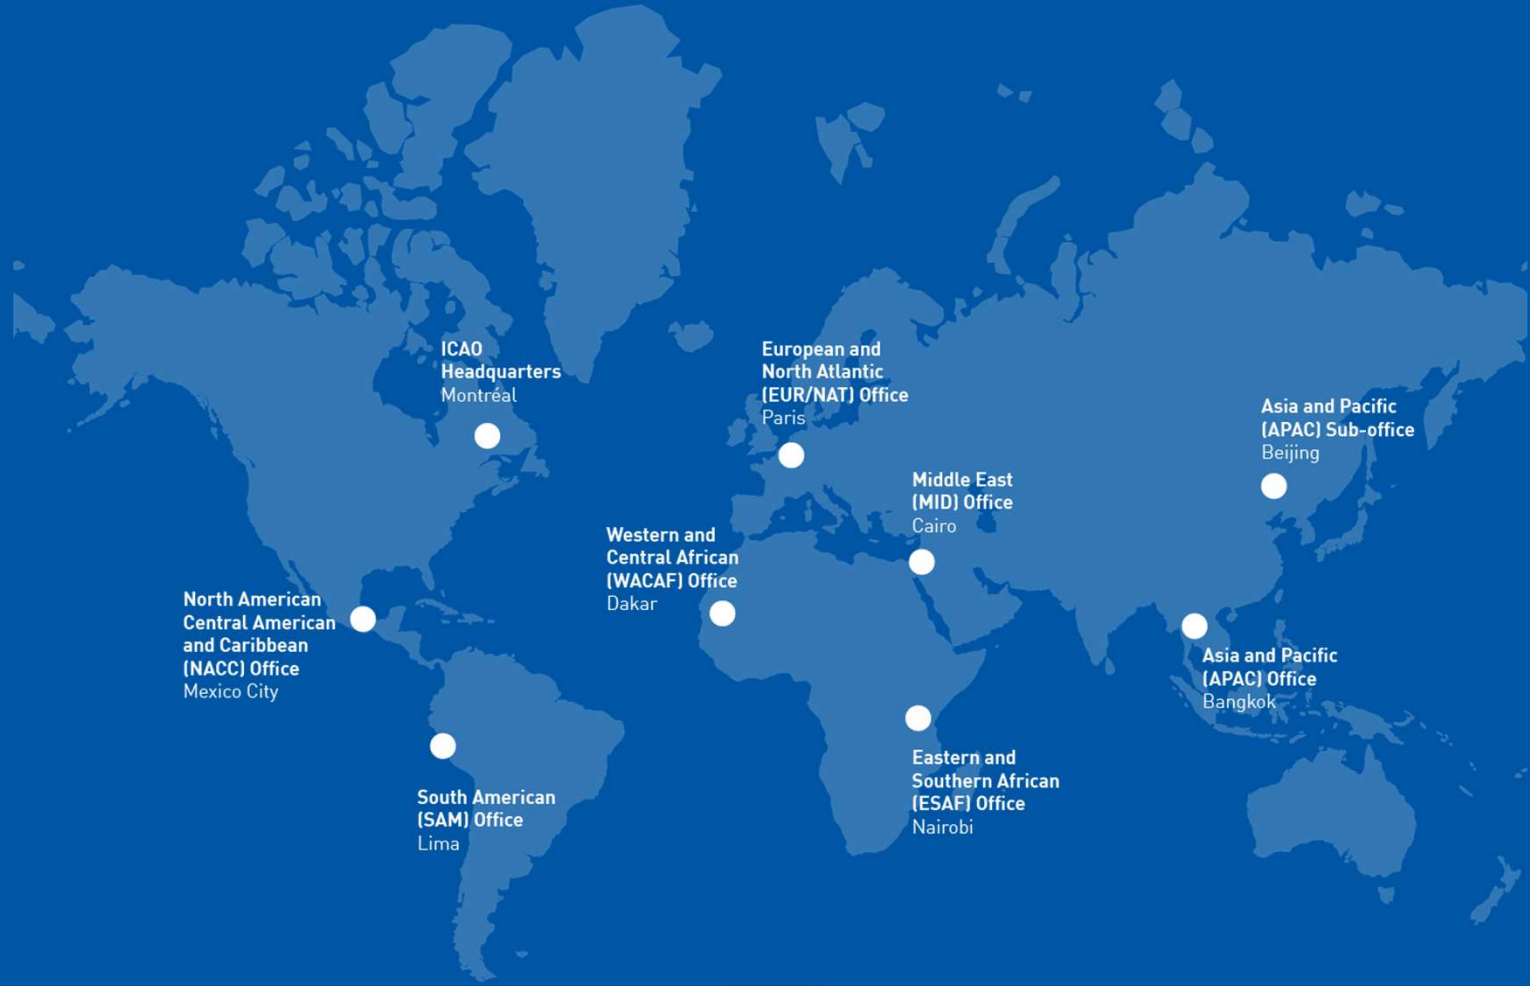 ICAO
Headquarters
Montréal
European and
North Atlantic
(EUR/NAT) Office
Paris
Asia and Pacific
(APAC) Sub-office
Beijing
Middle East
(MID) Office
Cairo
Western and
Central African
(WACAF) Office
Dakar
North American
Central American
and Caribbean
(NACC) Office
Mexico City
Asia and Pacific
(APAC) Office
Bangkok
Eastern and
Southern African
(ESAF) Office
Nairobi
South American
(SAM) Office
Lima